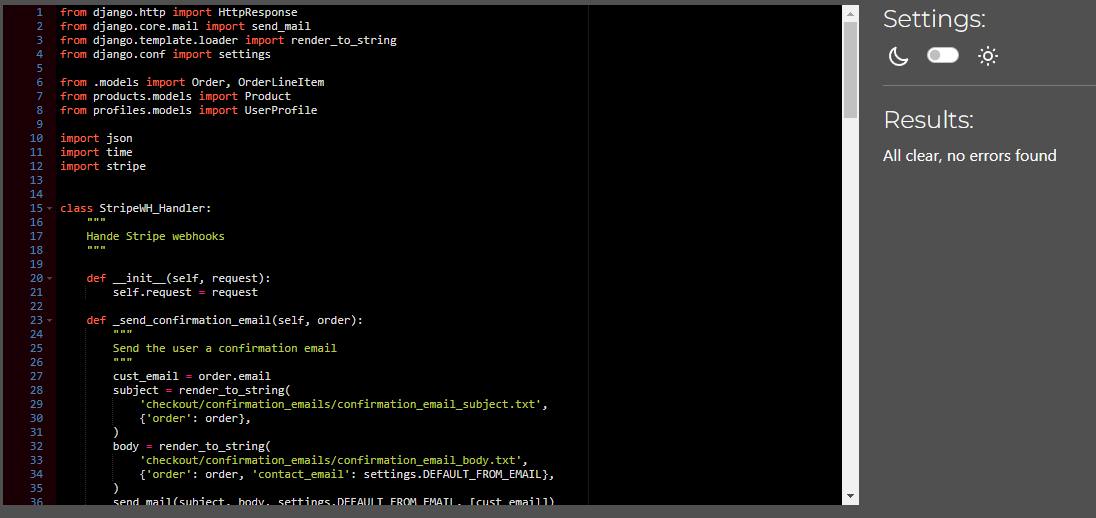 1 from django.http import HttpResponse
2 from django.core.mail import send_mail
3 from django.template.loader import render_to_string
4 from django.conf import settings
5
6 from .models import Order, OrderLineItem
7 from products.models import Product
8 from profiles.models import UserProfile
9
10 import json
11 import time
12 import stripe
13
14
15 class StripeWH_Handler:
16     """
17     Hande Stripe webhooks
18     """
19
20     def __init__(self, request):
21         self.request = request
22
23     def _send_confirmation_email(self, order):
24         """
25         Send the user a confirmation email
26         """
27         cust_email = order.email
28         subject = render_to_string(
29             'checkout/confirmation_emails/confirmation_email_subject.txt',
30             {'order': order},
31         )
32         body = render_to_string(
33             'checkout/confirmation_emails/confirmation_email_body.txt',
34             {'order': order, 'contact_email': settings.DEFAULT_FROM_EMAIL},
35         )
36         send_mail(subject, body, settings.DEFAULT_FROM_EMAIL, [cust_email])
Settings:
Results:
All clear, no errors found